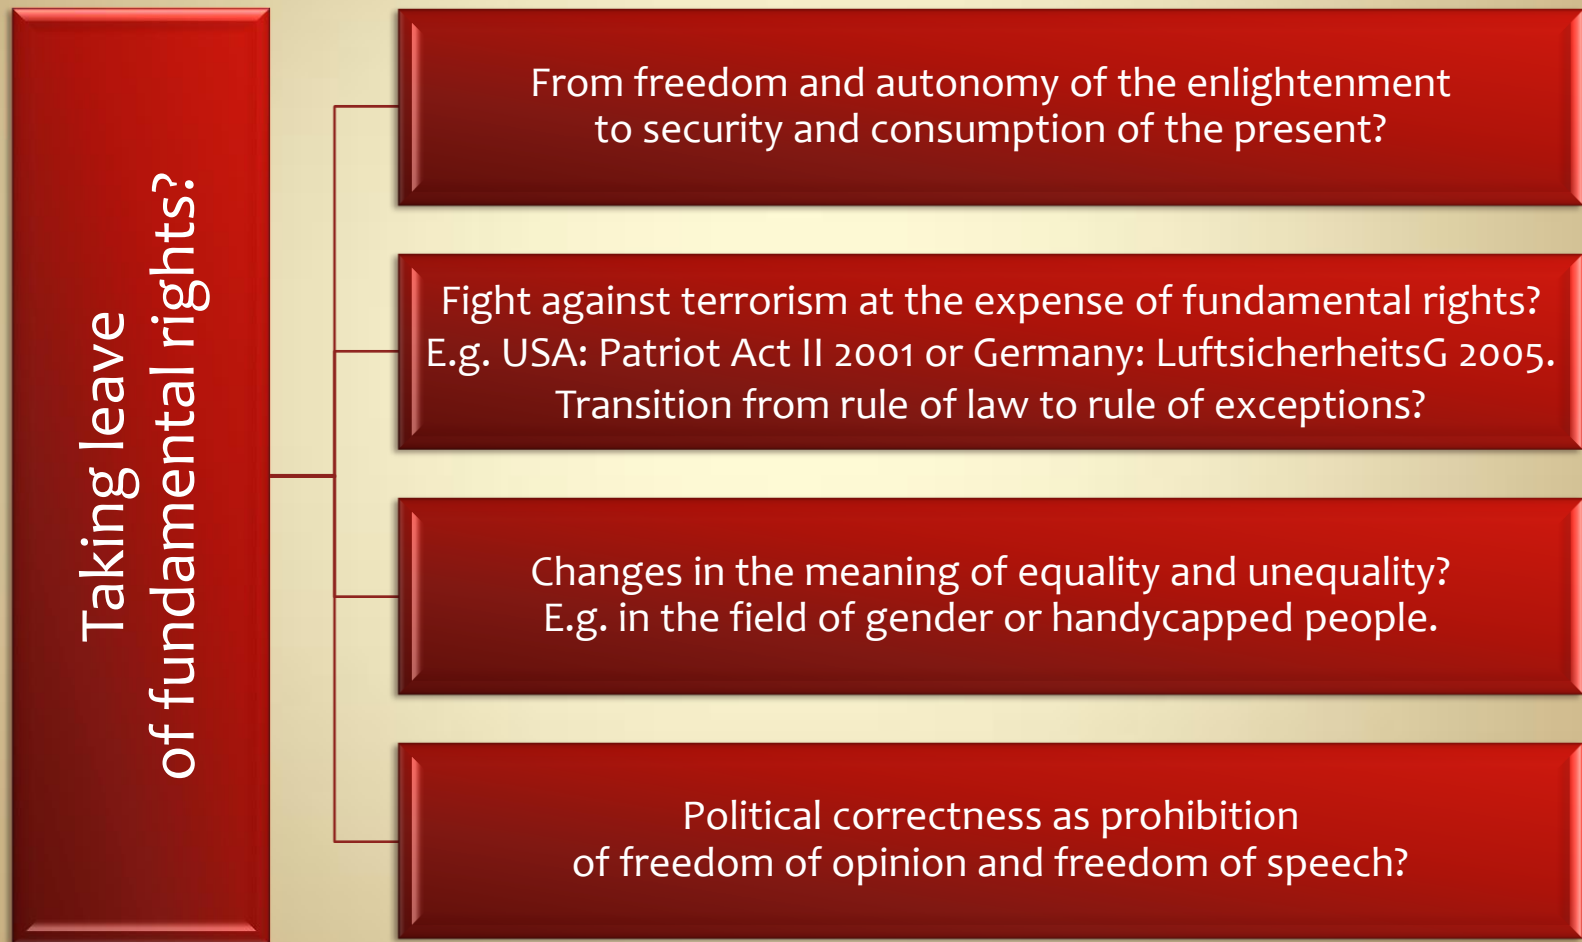 Taking leave
of fundamental rights?
From freedom and autonomy of the enlightenment
to security and consumption of the present?
Fight against terrorism at the expense of fundamental rights?
E.g. USA: Patriot Act II 2001 or Germany: LuftsicherheitsG 2005.
Transition from rule of law to rule of exceptions?
Changes in the meaning of equality and unequality?
E.g. in the field of gender or handycapped people.
Political correctness as prohibition
of freedom of opinion and freedom of speech?